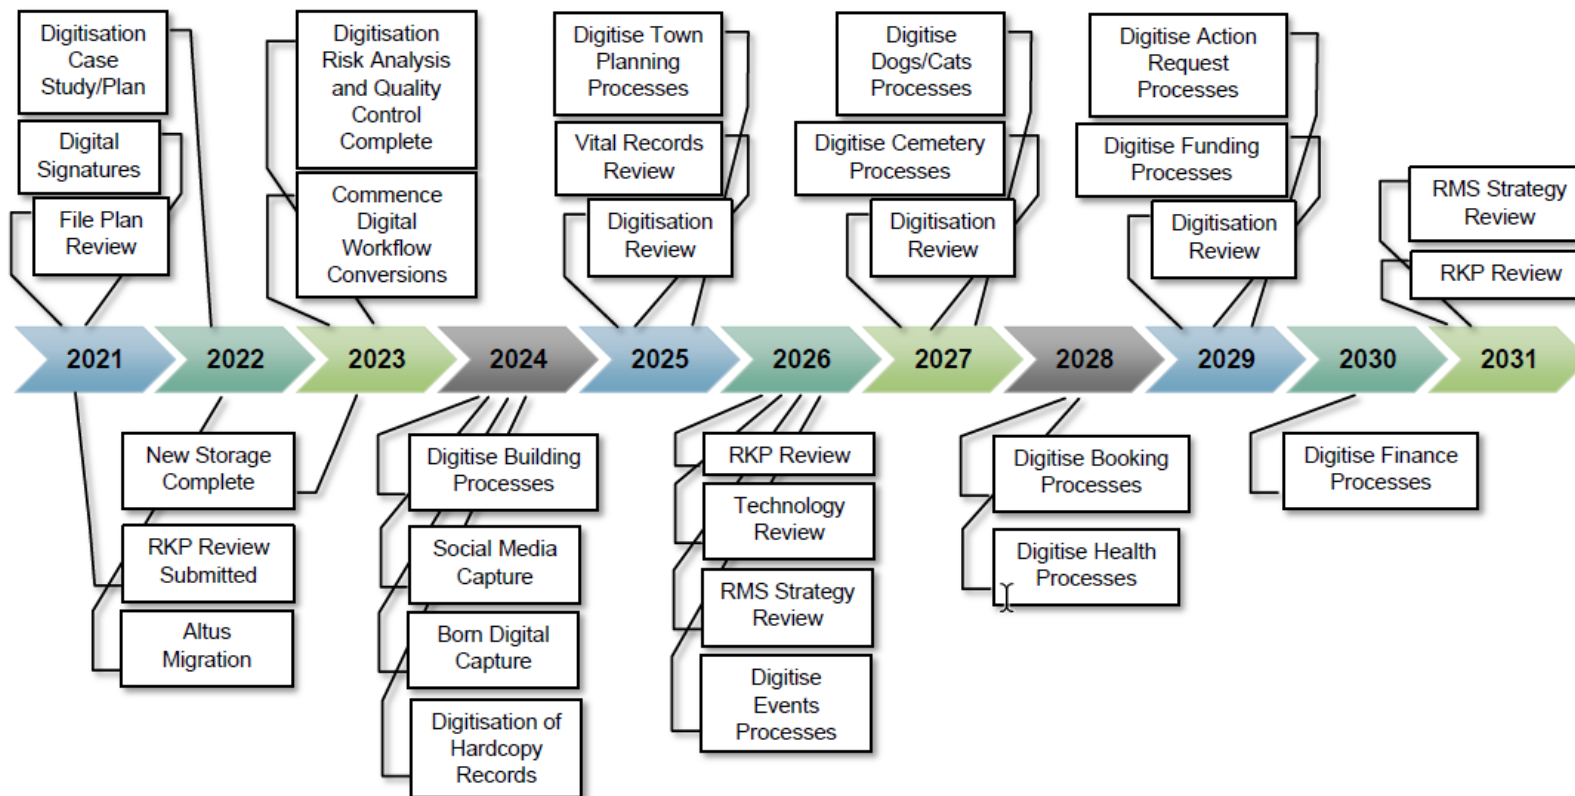 Digitisation
Case
Study/Plan
Digital
Signatures
File Plan
Review
Digitisation
Risk Analysis
and Quality
Control
Complete
Commence
Digital
Workflow
Conversions
Digitise Town
Planning
Processes
Vital Records
Review
Digitisation
Review
Digitise
Dogs/Cats
Processes
Digitise Cemetery
Processes
Digitisation
Review
Digitise Action
Request
Processes
Digitise Funding
Processes
Digitisation
Review
RMS Strategy
Review
RKP Review
2021
2022
2023
2024
2025
2026
2027
2028
2029
2030
2031
New Storage
Complete
RKP Review
Submitted
Altus
Migration
Digitise Building
Processes
Social Media
Capture
Born Digital
Capture
Digitisation of
Hardcopy
Records
RKP Review
Technology
Review
RMS Strategy
Review
Digitise
Events
Processes
Digitise Booking
Processes
Digitise Health
Processes
Digitise Finance
Processes